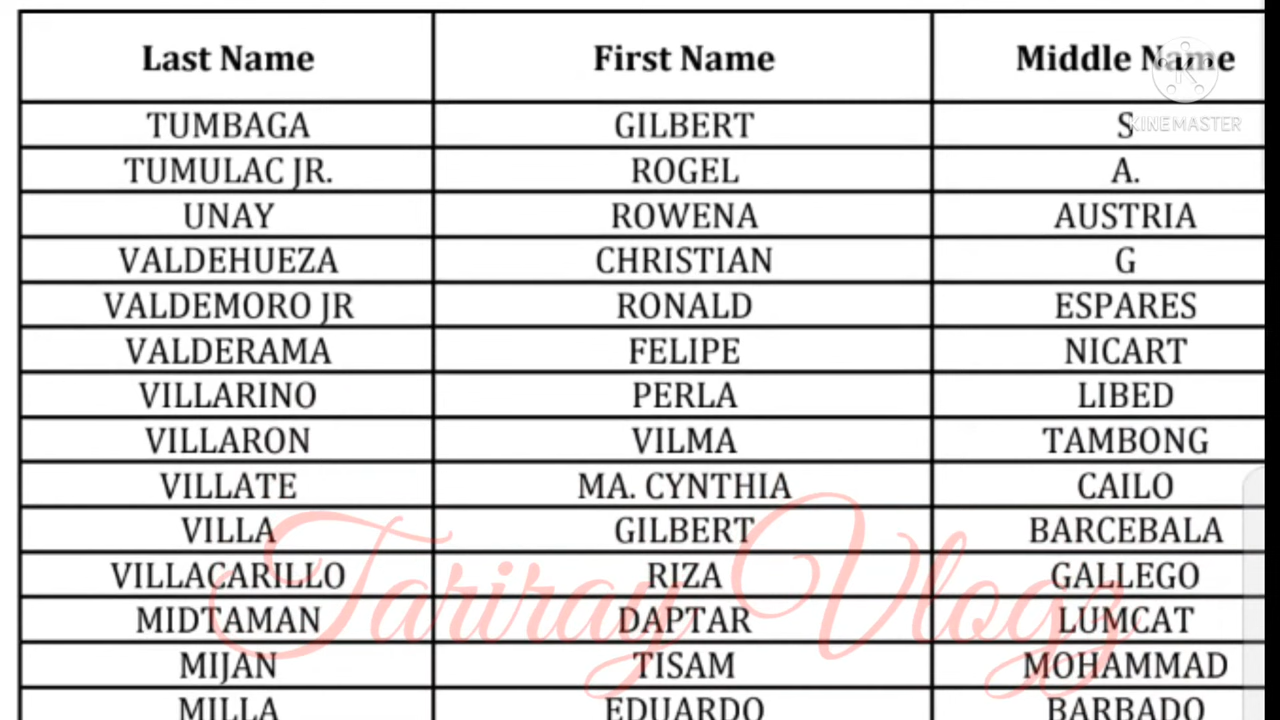 Last Name First Name Middle Name
TUMBAGA GILBERT S
KINEMASTER
TUMULAC JR. ROGEL A.
UNAY ROWENA AUSTRIA
VALDEHUEZA CHRISTIAN G
VALDEMORO JR RONALD ESPARES
VALDERAMA FELIPE NICART
VILLARINO PERLA LIBED
VILLARON VILMA TAMBONG
VILLATE MA. CYNTHIA CAILO
VILLA GILBERT BARCEBALA
VILLACARILLO RIZA GALLEGO
Tariray Vlogz
MIDTAMAN DAPTAR LUMCAT
MIJAN TISAM MOHAMMAD
MILLA EDUARDO BARBADO